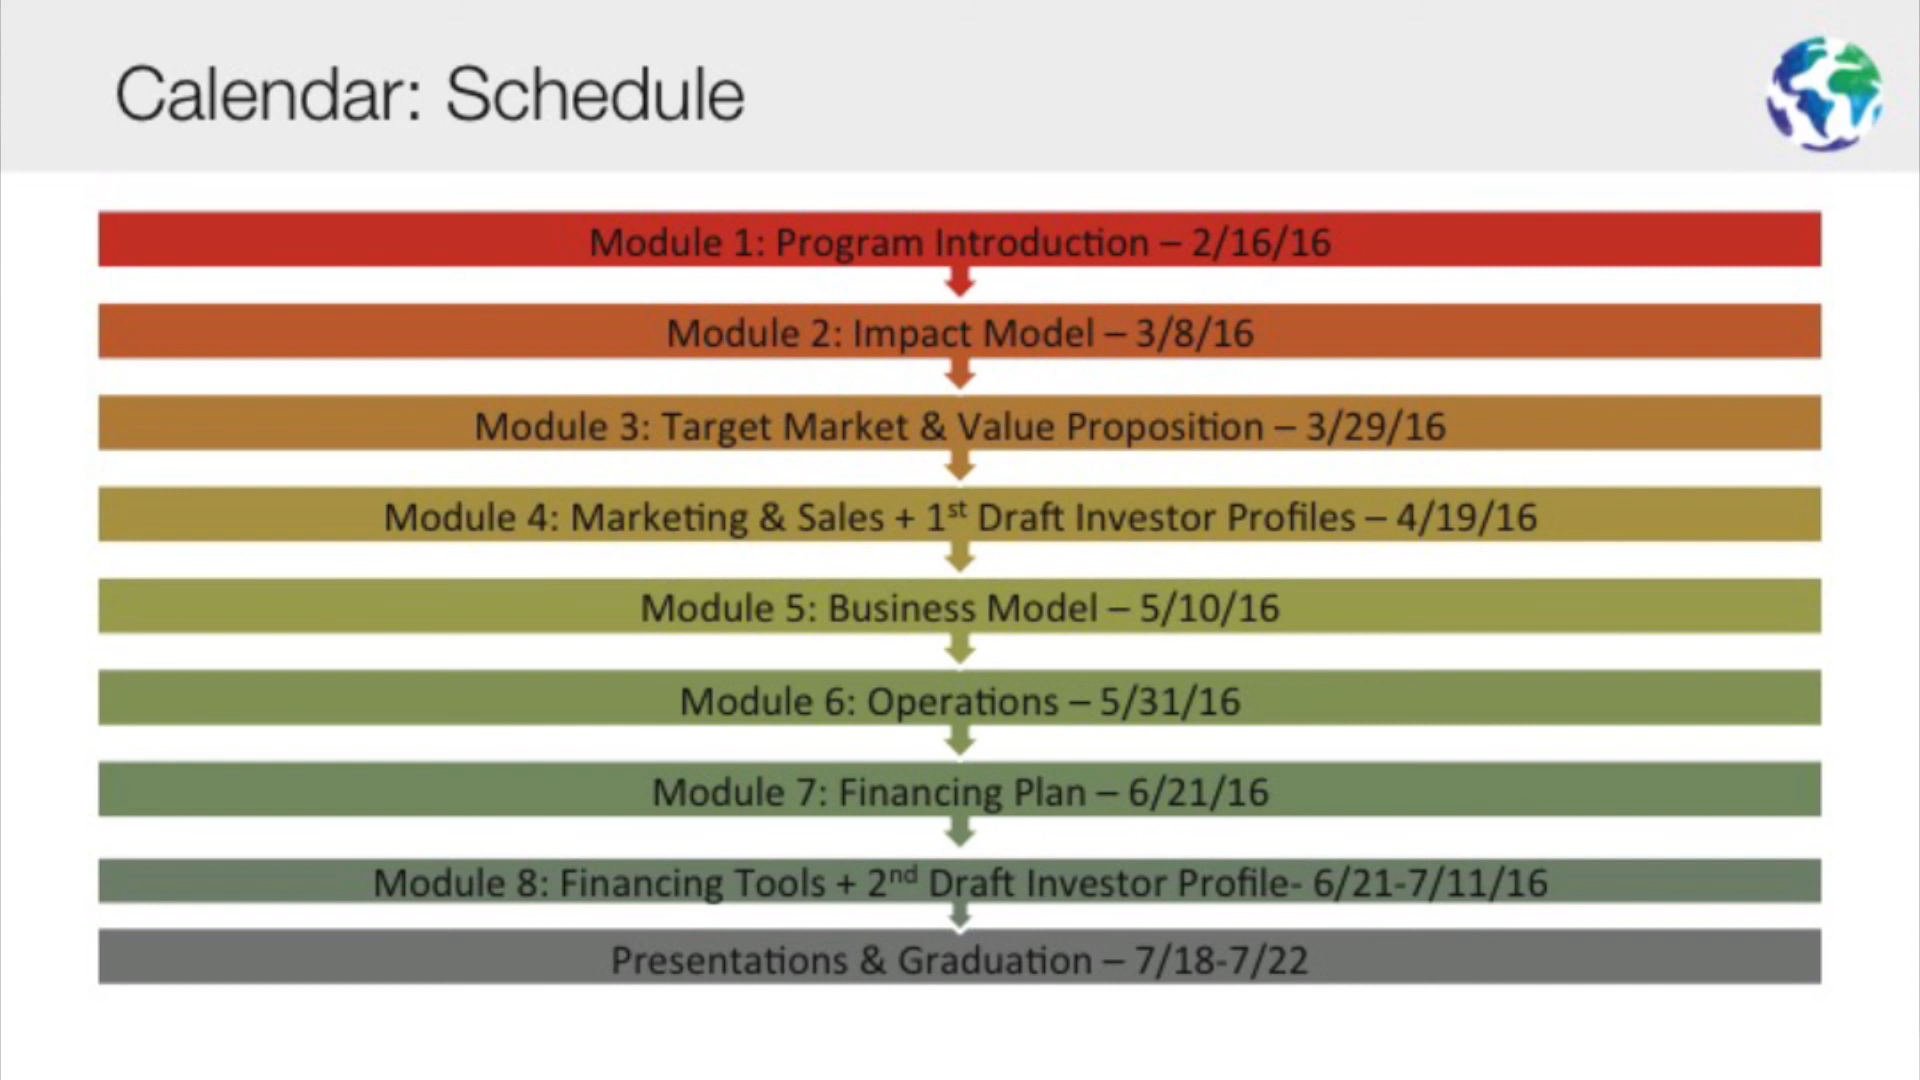 Calendar: Schedule
Module 1: Program Introduction – 2/16/16
Module 2: Impact Model – 3/8/16
Module 3: Target Market & Value Proposition – 3/29/16
Module 4: Marketing & Sales + 1st Draft Investor Profiles – 4/19/16
Module 5: Business Model – 5/10/16
Module 6: Operations – 5/31/16
Module 7: Financing Plan – 6/21/16
Module 8: Financing Tools + 2nd Draft Investor Profile- 6/21-7/11/16
Presentations & Graduation – 7/18-7/22